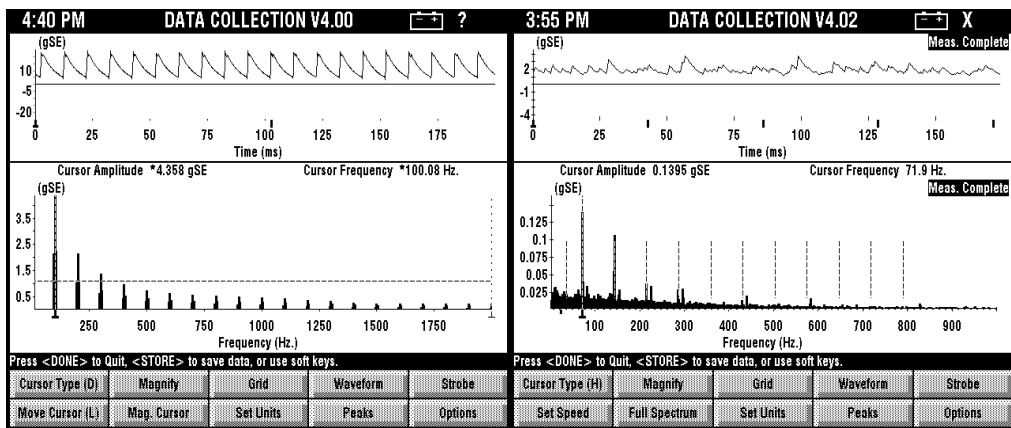 4:40 PM DATA COLLECTION V4.00 - + ?
(gSE)
10
-5
-20
0 25 50 75 100 125 150 175
Time (ms)
Cursor Amplitude *4.358 gSE Cursor Frequency *100.08 Hz.
(gSE)
3.5
2.5
1.5
0.5
250 500 750 1000 1250 1500 1750
Frequency (Hz.)
Press <DONE> to Quit, <STORE> to save data, or use soft keys.
Cursor Type (D) Magnify Grid Waveform Strobe
Move Cursor (L) Mag. Cursor Set Units Peaks Options
3:55 PM DATA COLLECTION V4.02 - + X
(gSE) Meas. Complete
2
-1
-4
0 25 50 75 100 125 150
Time (ms)
Cursor Amplitude 0.1395 gSE Cursor Frequency 71.9 Hz.
(gSE) Meas. Complete
0.125
0.1
0.075
0.05
0.025
100 200 300 400 500 600 700 800 900
Frequency (Hz.)
Press <DONE> to Quit, <STORE> to save data, or use soft keys.
Cursor Type (H) Magnify Grid Waveform Strobe
Set Speed Full Spectrum Set Units Peaks Options